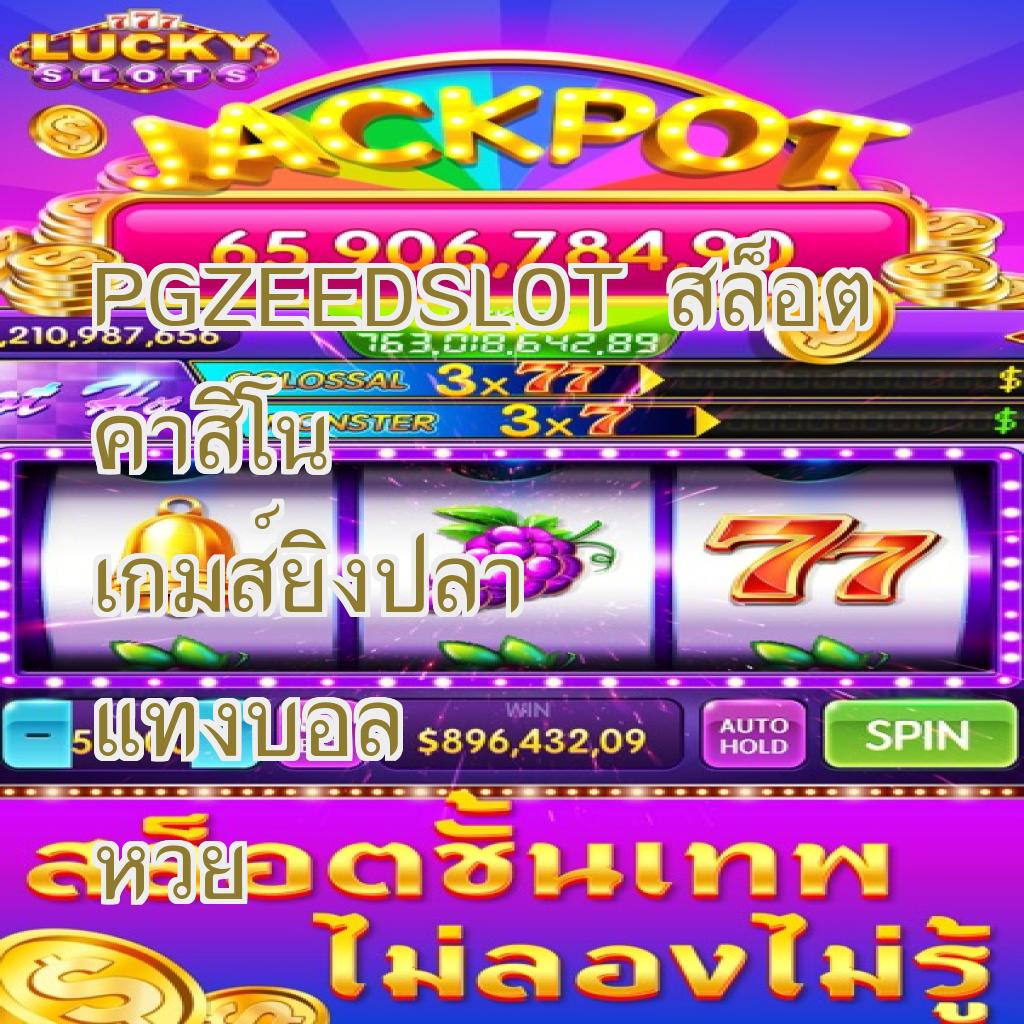 777
LUCKY
SLOTS
JACKPOT
65,906,784,90
PGZEEDSLOT สล็อต
,210,987,656
763,018,642.89
COLOSSAL 3x77 $
คาสิโน
MONSTER 3x7 $
77
เกมส์ยิงปลา
WIN
แทงบอล
- $896,432,09 AUTO HOLD SPIN
สล็อตชั้นเทพ
หวย
ไม่ลองไม่รู้